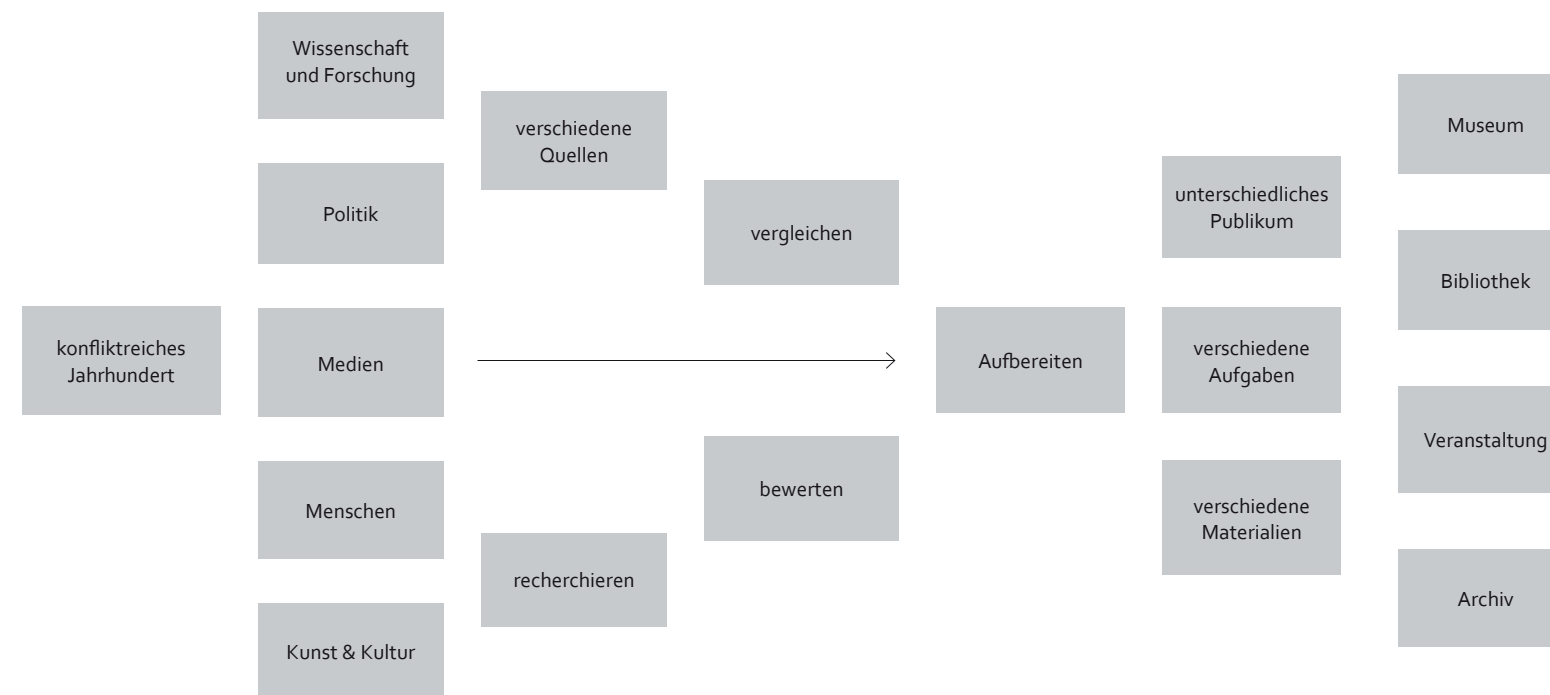 konfliktreiches
Jahrhundert
Wissenschaft
und Forschung
Politik
Medien
Menschen
Kunst & Kultur
verschiedene
Quellen
recherchieren
vergleichen
bewerten
Aufbereiten
unterschiedliches
Publikum
verschiedene
Aufgaben
verschiedene
Materialien
Museum
Bibliothek
Veranstaltung
Archiv